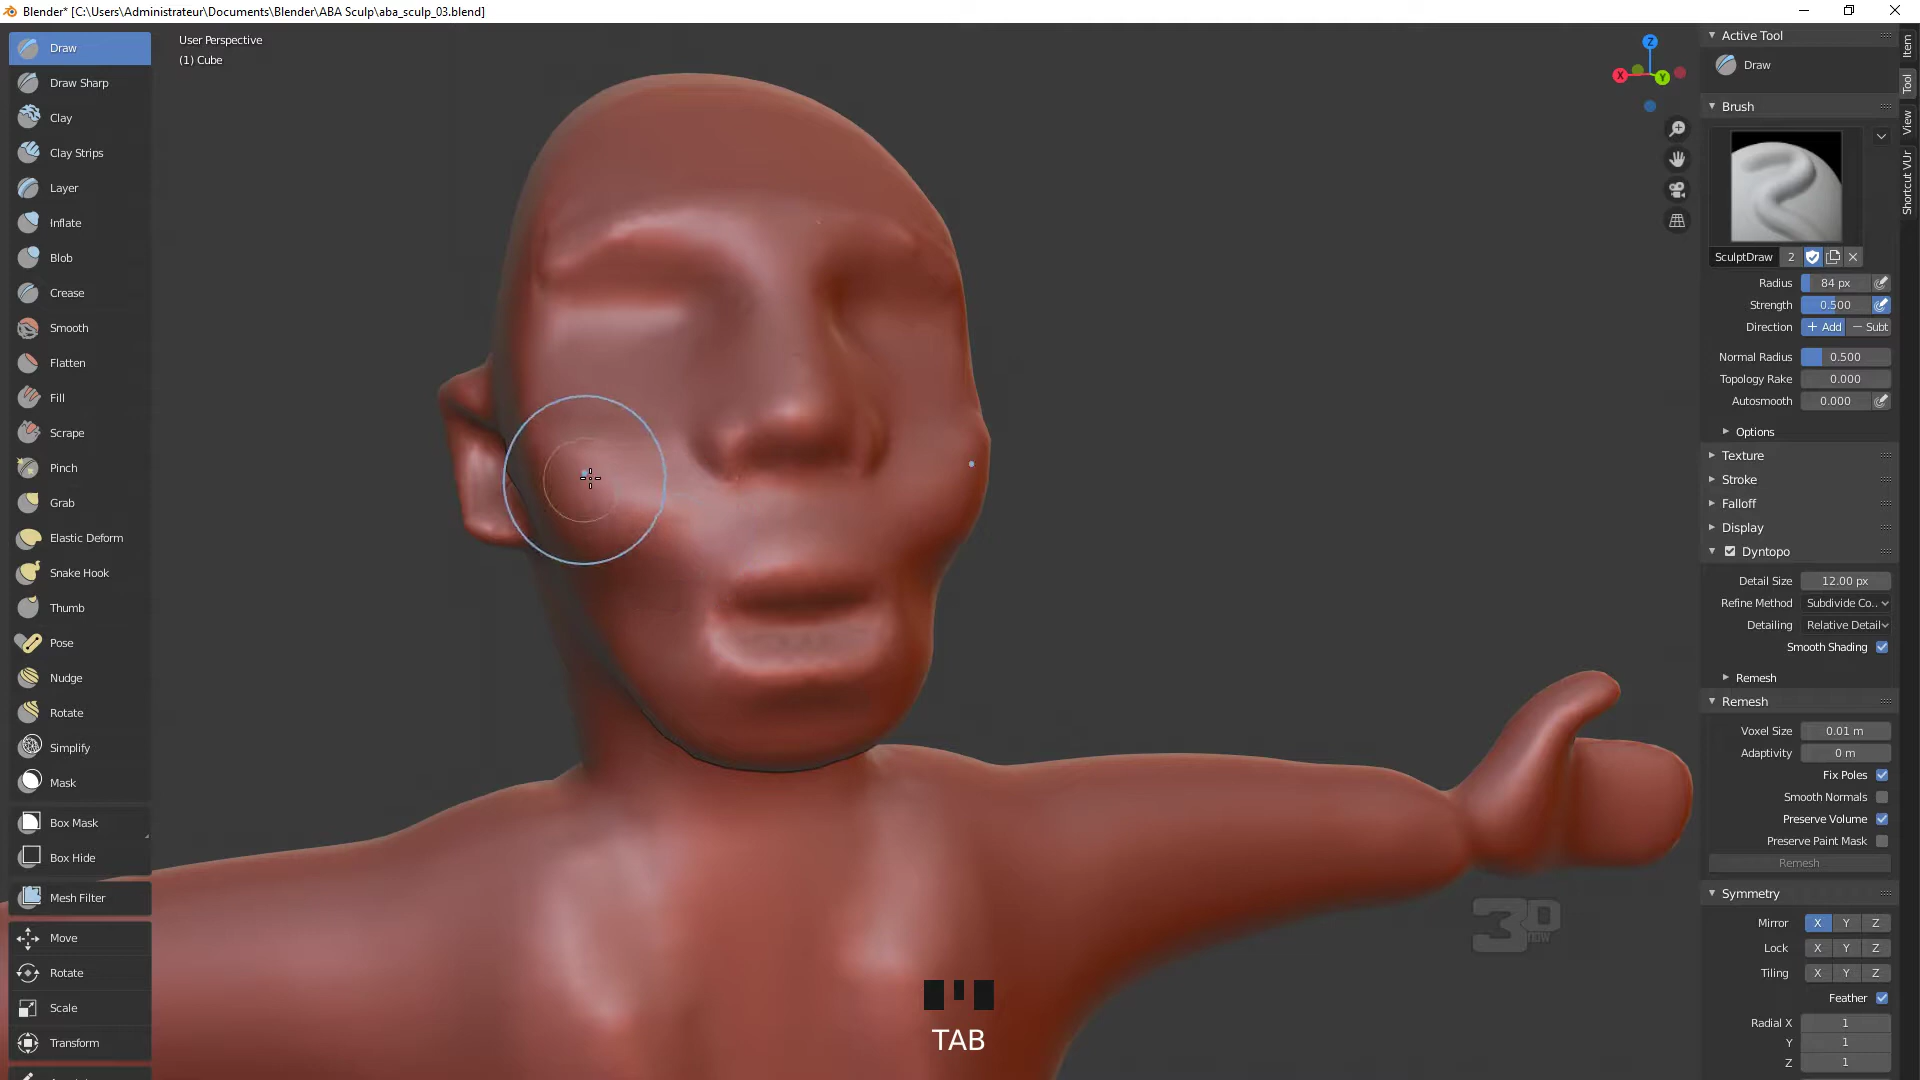 Blender* [C:\Users\Administrateur\Documents\Blender\ABA Sculp\aba_sculp_03.blend]
Draw
Draw Sharp
Clay
Clay Strips
Layer
Inflate
Blob
Crease
Smooth
Flatten
Fill
Scrape
Pinch
Grab
Elastic Deform
Snake Hook
Thumb
Pose
Nudge
Rotate
Simplify
Mask
Box Mask
Box Hide
Mesh Filter
Move
Rotate
Scale
Transform
User Perspective
(1) Cube
Z
X
Y
3D
now
TAB
Active Tool
Draw
Brush
SculptDraw 2
Radius 84 px
Strength 0.500
Direction + Add − Subt
Normal Radius 0.500
Topology Rake 0.000
Autosmooth 0.000
Options
Texture
Stroke
Falloff
Display
Dyntopo
Detail Size 12.00 px
Refine Method Subdivide Co..
Detailing Relative Detail
Smooth Shading
Remesh
Remesh
Voxel Size 0.01 m
Adaptivity 0 m
Fix Poles
Smooth Normals
Preserve Volume
Preserve Paint Mask
Remesh
Symmetry
Mirror X Y Z
Lock X Y Z
Tiling X Y Z
Feather
Radial X 1
Y 1
Z 1
Item
Tool
View
Shortcut VUr